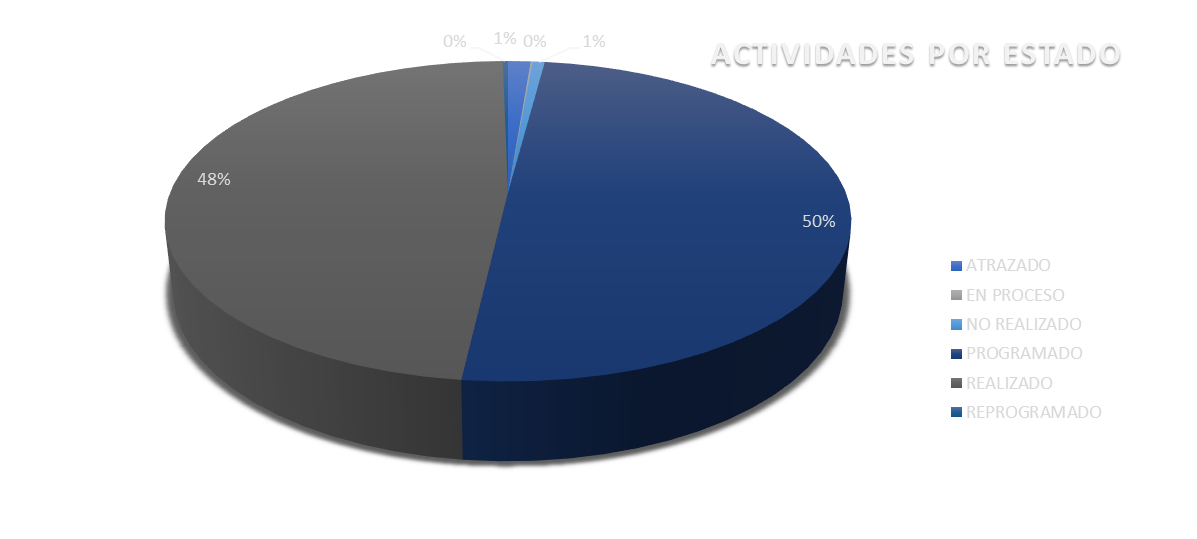 ACTIVIDADES POR ESTADO
0%
1%
0%
1%
48%
50%
ATRAZADO
EN PROCESO
NO REALIZADO
PROGRAMADO
REALIZADO
REPROGRAMADO